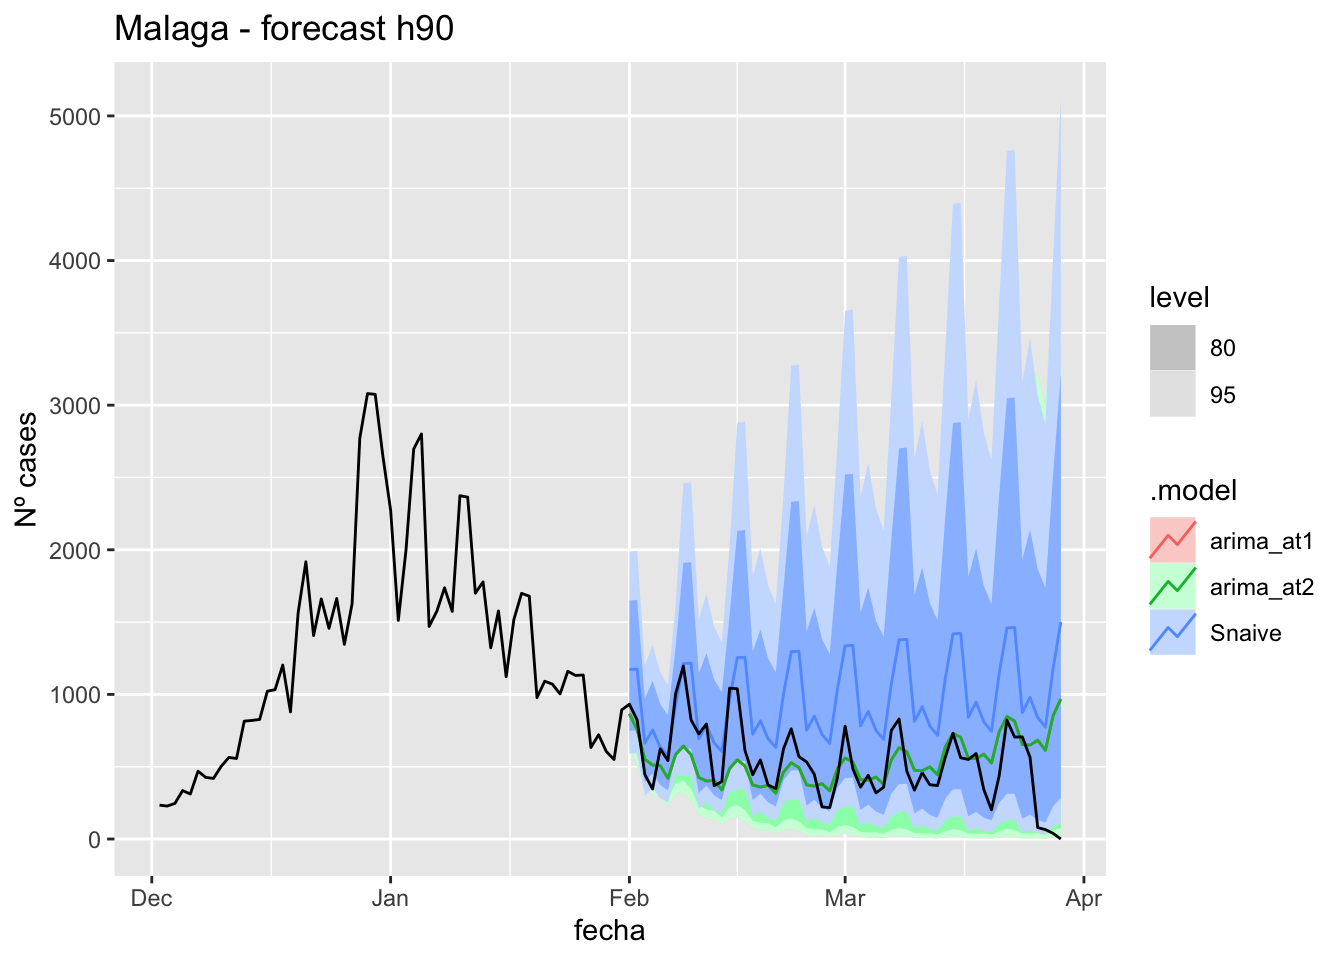 Malaga - forecast h90
Nº cases
5000
4000
3000
2000
1000
0
Dec Jan Feb Mar Apr
fecha
level
80
95
.model
arima_at1
arima_at2
Snaive